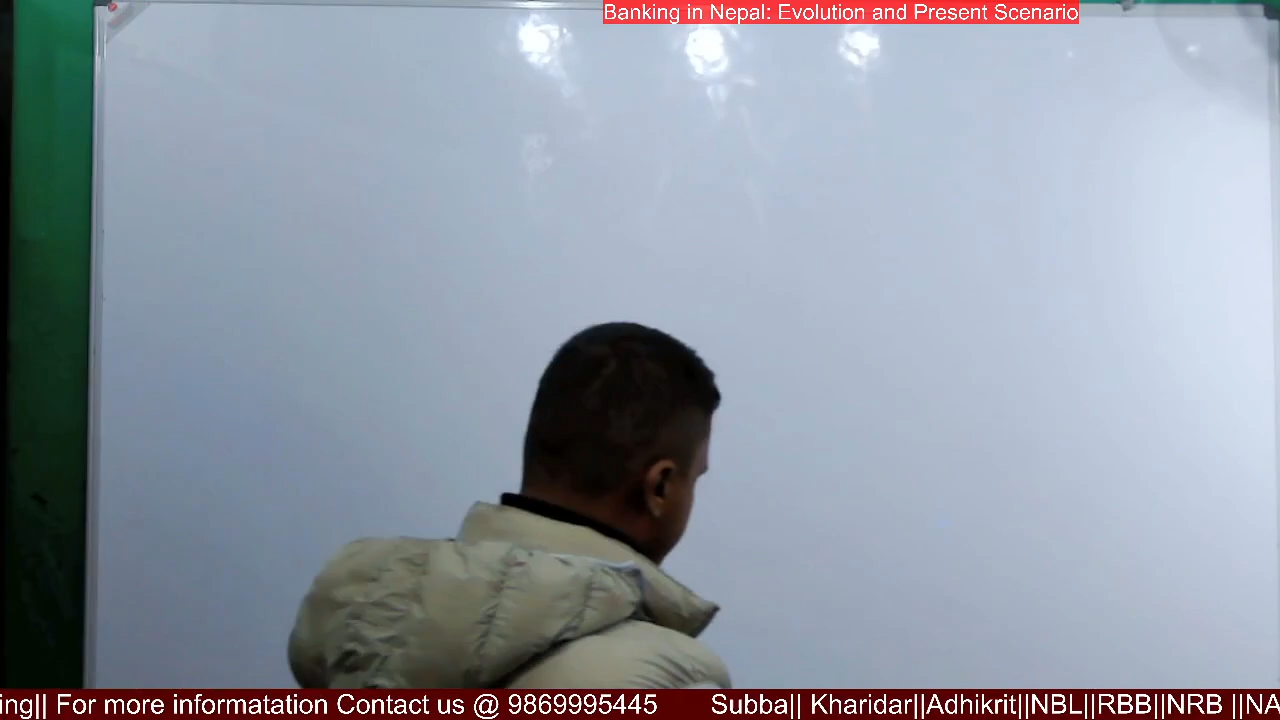 Banking in Nepal: Evolution and Present Scenario
ing|| For more informatation Contact us @ 9869995445 Subba|| Kharidar||Adhikrit||NBL||RBB||NRB ||NA